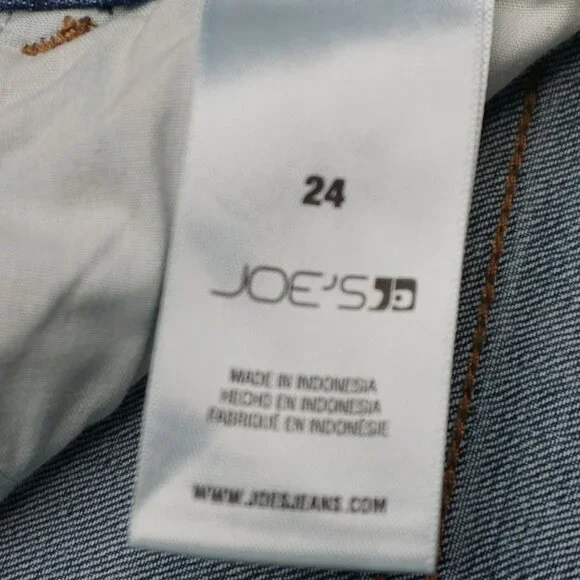 24
JOE'S
MADE IN INDONESIA
HECHO EN INDONESIA
FABRIQUÉ EN INDONÉSIE
WWW.JOESJEANS.COM